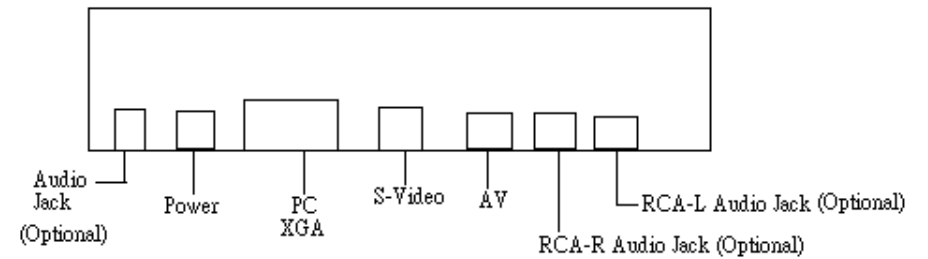 Audio
Jack
(Optional)
Power
PC
XGA
S-Video
AV
RCA-L Audio Jack (Optional)
RCA-R Audio Jack (Optional)